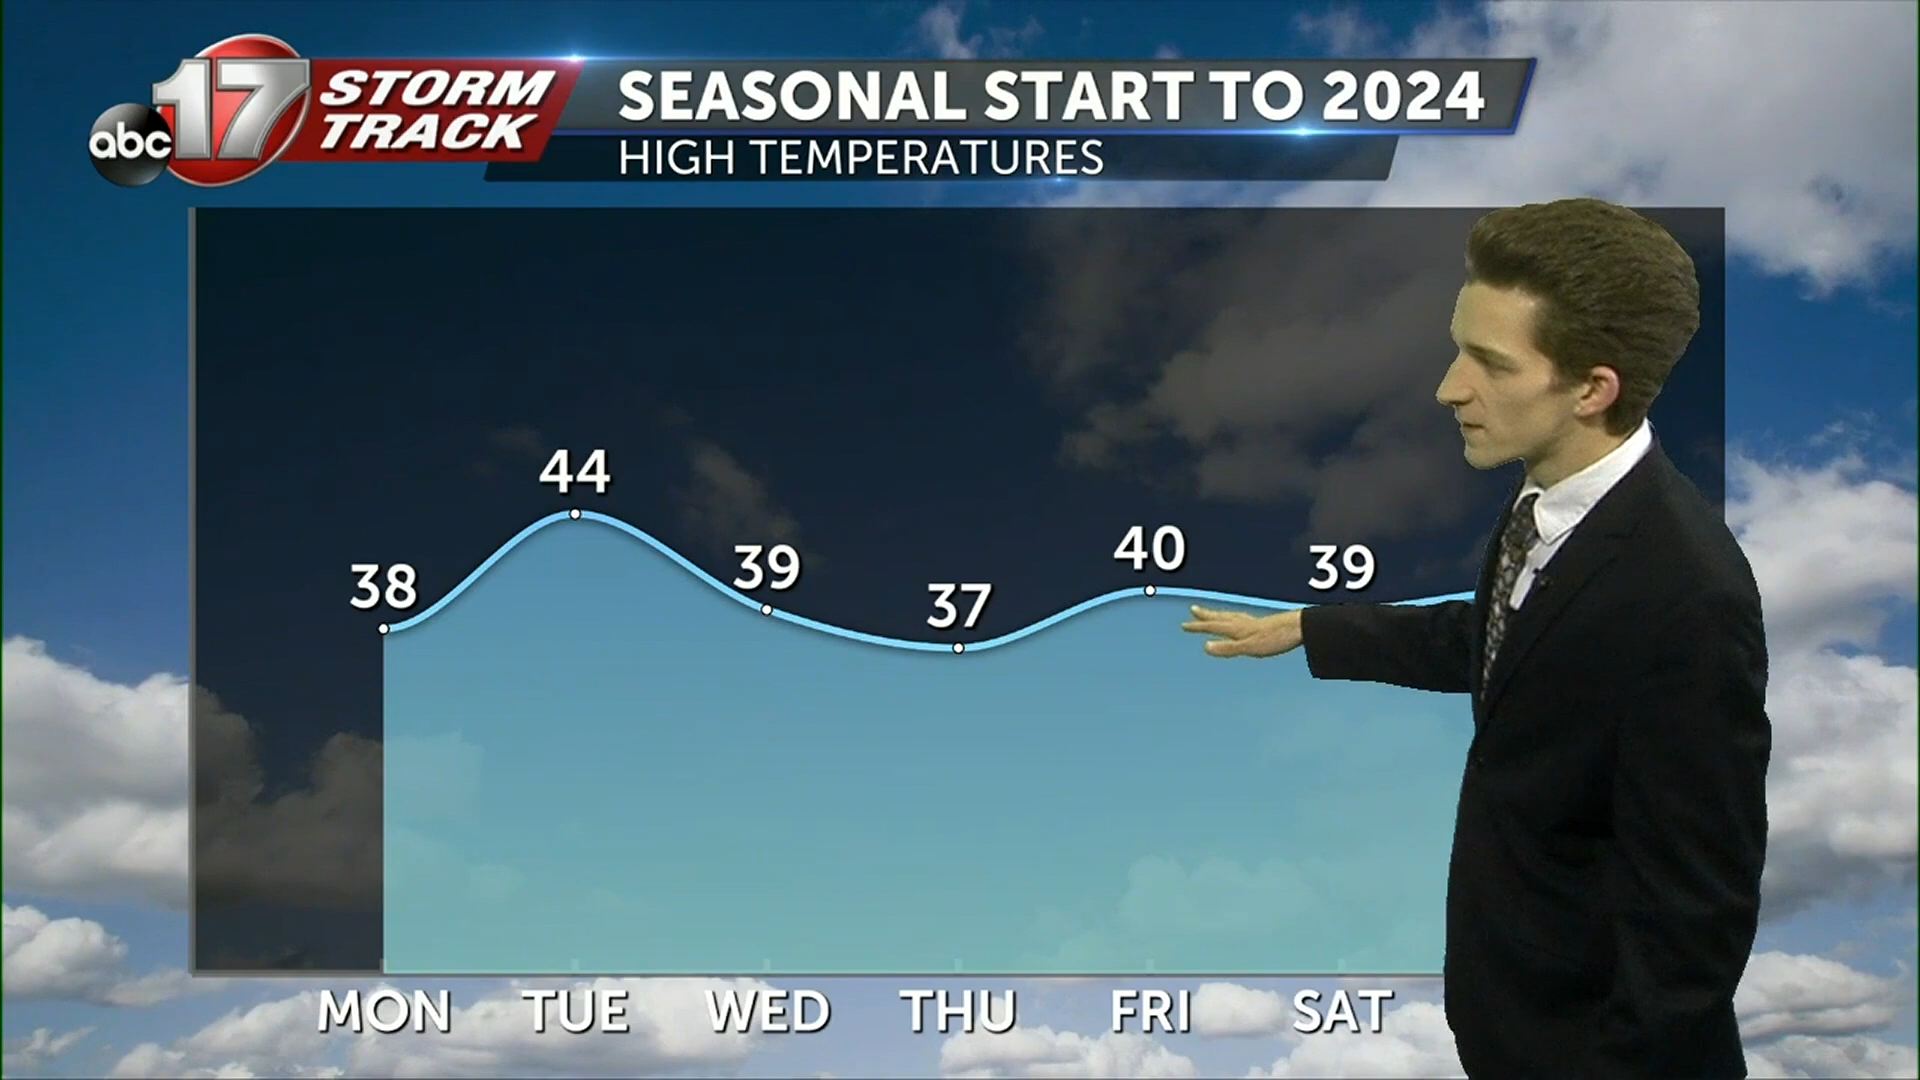 abc 17 STORM TRACK
SEASONAL START TO 2024
HIGH TEMPERATURES
44
38
39
37
40
39
MON TUE WED THU FRI SAT